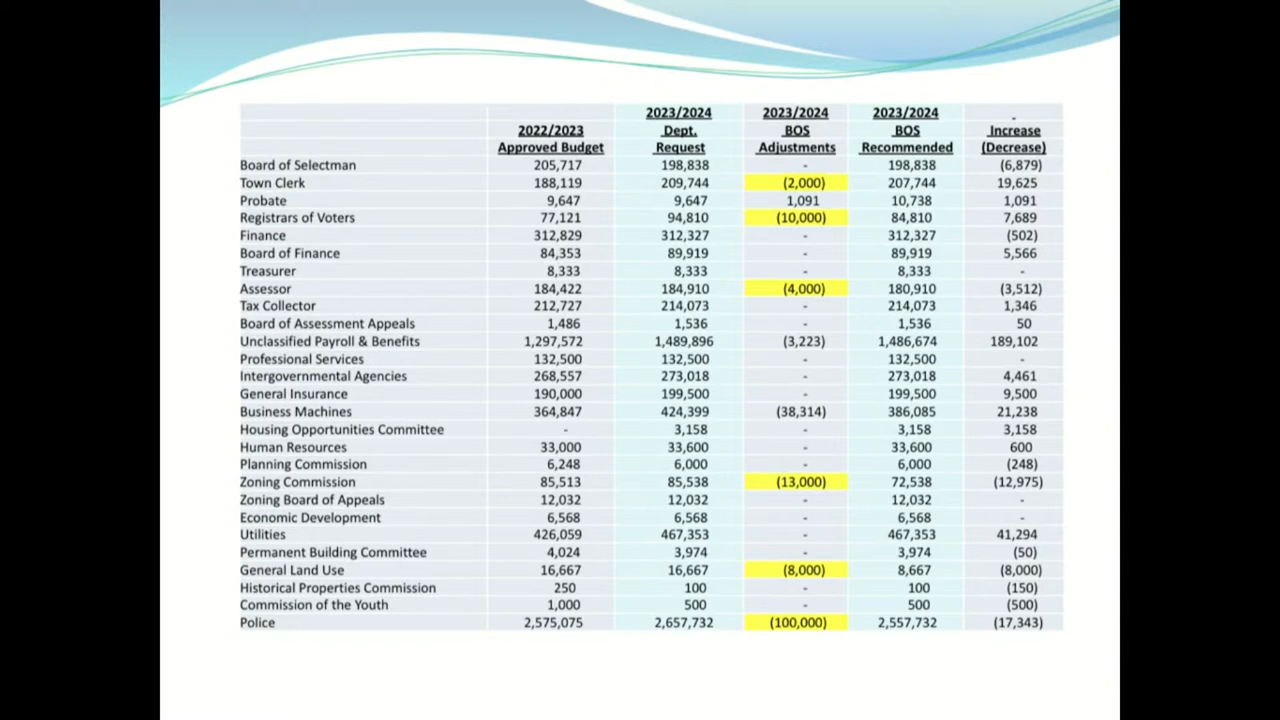 2023/2024 2023/2024 2023/2024 -
2022/2023 Dept. BOS BOS Increase
Approved Budget Request Adjustments Recommended (Decrease)
Board of Selectman 205,717 198,838 - 198,838 (6,879)
Town Clerk 188,119 209,744 (2,000) 207,744 19,625
Probate 9,647 9,647 1,091 10,738 1,091
Registrars of Voters 77,121 94,810 (10,000) 84,810 7,689
Finance 312,829 312,327 - 312,327 (502)
Board of Finance 84,353 89,919 - 89,919 5,566
Treasurer 8,333 8,333 - 8,333 -
Assessor 184,422 184,910 (4,000) 180,910 (3,512)
Tax Collector 212,727 214,073 - 214,073 1,346
Board of Assessment Appeals 1,486 1,536 - 1,536 50
Unclassified Payroll & Benefits 1,297,572 1,489,896 (3,223) 1,486,674 189,102
Professional Services 132,500 132,500 - 132,500 -
Intergovernmental Agencies 268,557 273,018 - 273,018 4,461
General Insurance 190,000 199,500 - 199,500 9,500
Business Machines 364,847 424,399 (38,314) 386,085 21,238
Housing Opportunities Committee - 3,158 - 3,158 3,158
Human Resources 33,000 33,600 - 33,600 600
Planning Commission 6,248 6,000 - 6,000 (248)
Zoning Commission 85,513 85,538 (13,000) 72,538 (12,975)
Zoning Board of Appeals 12,032 12,032 - 12,032 -
Economic Development 6,568 6,568 - 6,568 -
Utilities 426,059 467,353 - 467,353 41,294
Permanent Building Committee 4,024 3,974 - 3,974 (50)
General Land Use 16,667 16,667 (8,000) 8,667 (8,000)
Historical Properties Commission 250 100 - 100 (150)
Commission of the Youth 1,000 500 - 500 (500)
Police 2,575,075 2,657,732 (100,000) 2,557,732 (17,343)